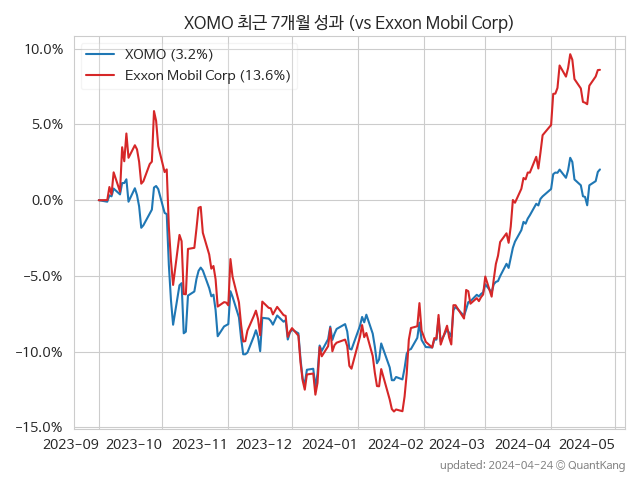 XOMO 최근 7개월 성과 (vs Exxon Mobil Corp)
XOMO (3.2%)
Exxon Mobil Corp (13.6%)
10.0%
5.0%
0.0%
−5.0%
−10.0%
−15.0%
2023-09 2023-10 2023-11 2023-12 2024-01 2024-02 2024-03 2024-04 2024-05
updated: 2024-04-24 ⓒ QuantKang